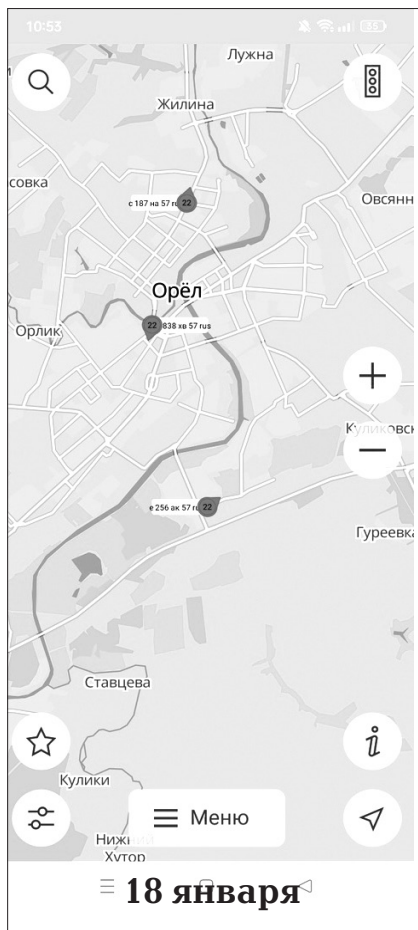 10:53
85
Лужна
Жилина
совка
с 187 на 57 ru
22
Овсянн
Орёл
Орлик
22
838 хв 57 rus
Куликовск
е 256 ак 57 ru
22
Гуреевка
Ставцева
Кулики
Меню
Нижний
Хутор
18 января